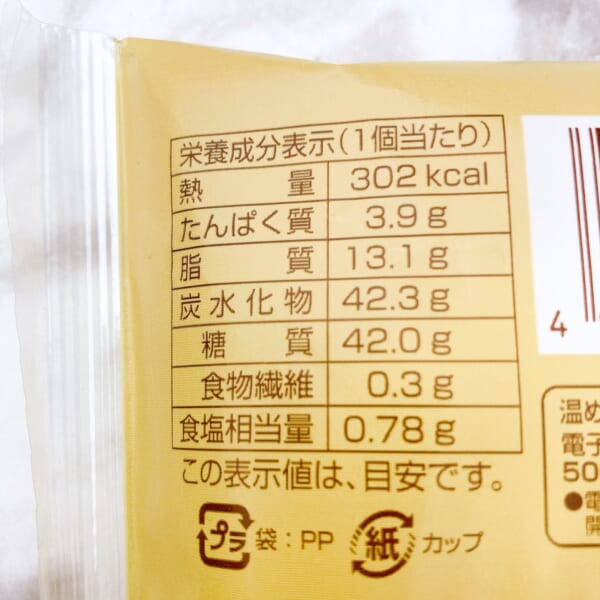 栄養成分表示(1個当たり)
熱量 302 kcal
たんぱく質 3.9 g
脂質 13.1 g
炭水化物 42.3 g
糖質 42.0 g
食物繊維 0.3 g
食塩相当量 0.78 g
この表示値は、目安です。
プラ 袋:PP 紙 カップ
4
温め
電子
50
●電
開